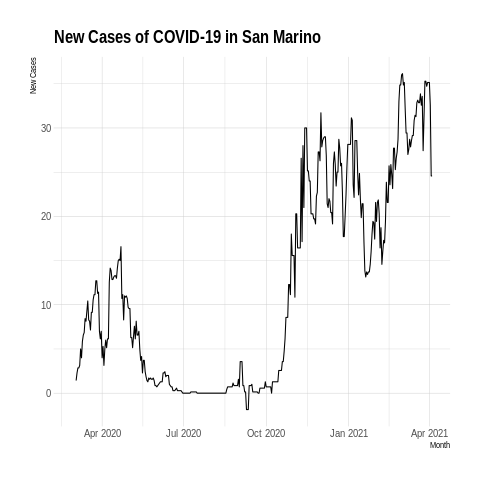 New Cases of COVID-19 in San Marino
New Cases
30
20
10
0
Apr 2020 Jul 2020 Oct 2020 Jan 2021 Apr 2021
Month